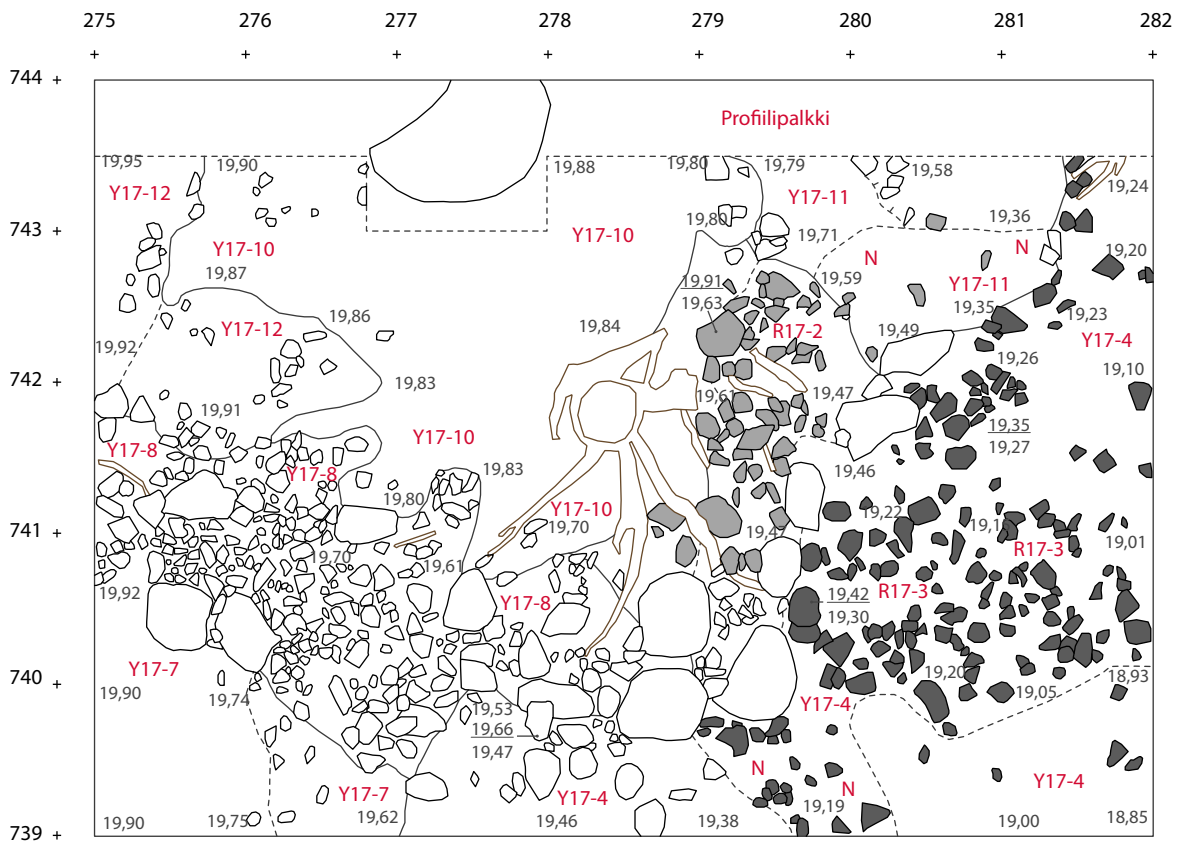 275 276 277 278 279 280 281 282
+ + + + + + + +
744 +
Profiilipalkki
19,95 19,90 19,88 19,80 19,79 19,58
19,24
Y17-12 Y17-11
743 +
19,80 19,36
Y17-10 Y17-10 19,71 N N 19,20
19,87 19,91 19,59 Y17-11
19,63 19,35 19,23
19,92 Y17-12 19,86 19,84 R17-2 19,49 Y17-4
19,26
742 +
19,83 19,61 19,47 19,10
19,91 19,35
Y17-8 Y17-10 19,27
Y17-8 19,83 19,46
19,80 Y17-10 19,22
741 +
19,70 19,47 19,01
19,70 19,61 R17-3
19,92 Y17-8 19,42 R17-3
19,30
Y17-7 19,20 18,93
740 +
19,90 19,74 19,05
19,53 Y17-4
19,66
19,47
N N Y17-4
Y17-7 Y17-4
19,19
739 +
19,90 19,75 19,62 19,46 19,38 19,00 18,85